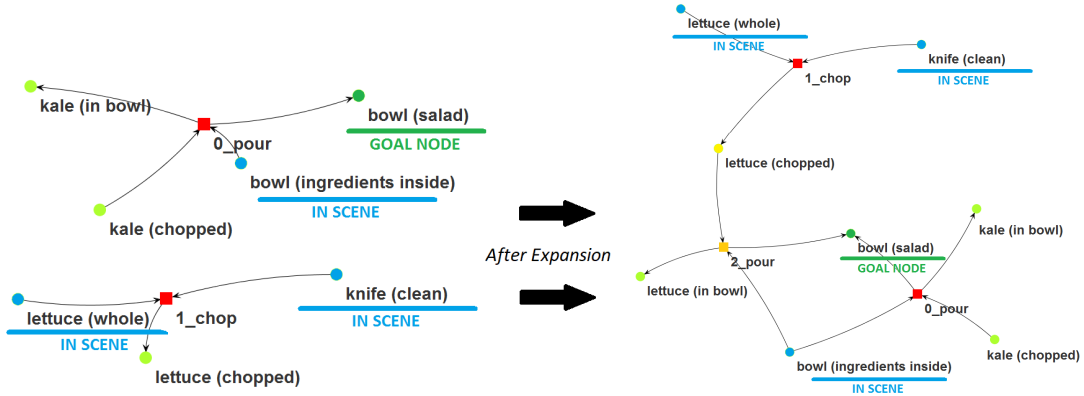 kale (in bowl)
bowl (salad)
GOAL NODE
0_pour
bowl (ingredients inside)
IN SCENE
kale (chopped)
knife (clean)
IN SCENE
lettuce (whole)
IN SCENE
1_chop
lettuce (chopped)
After Expansion
lettuce (whole)
IN SCENE
knife (clean)
IN SCENE
1_chop
lettuce (chopped)
kale (in bowl)
bowl (salad)
GOAL NODE
2_pour
lettuce (in bowl)
0_pour
kale (chopped)
bowl (ingredients inside)
IN SCENE